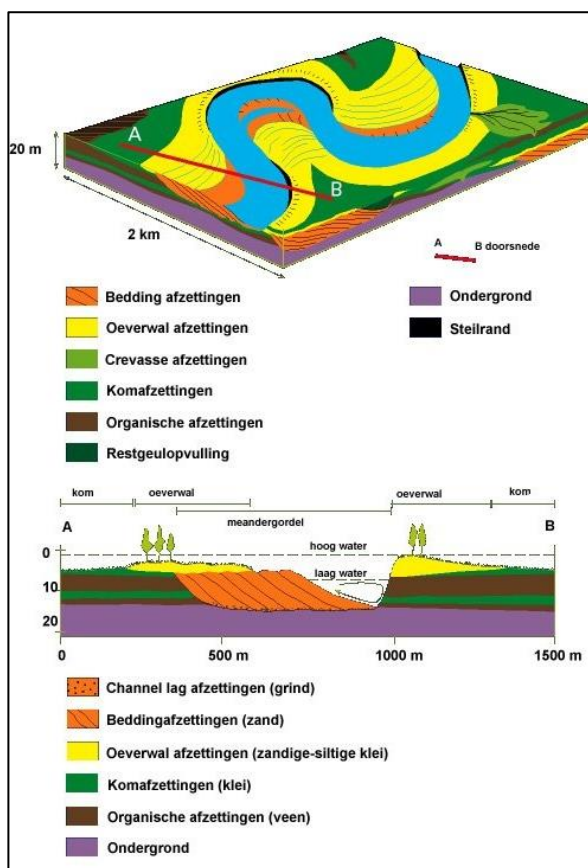 A
B
20 m
2 km
A B doorsnede
Bedding afzettingen
Ondergrond
Oeverwal afzettingen
Steilrand
Crevasse afzettingen
Komafzettingen
Organische afzettingen
Restgeulopvulling
kom oeverwal oeverwal kom
A meandergordel B
hoog water
0
laag water
10
20
0 500 m 1000 m 1500 m
Channel lag afzettingen (grind)
Beddingafzettingen (zand)
Oeverwal afzettingen (zandige-siltige klei)
Komafzettingen (klei)
Organische afzettingen (veen)
Ondergrond